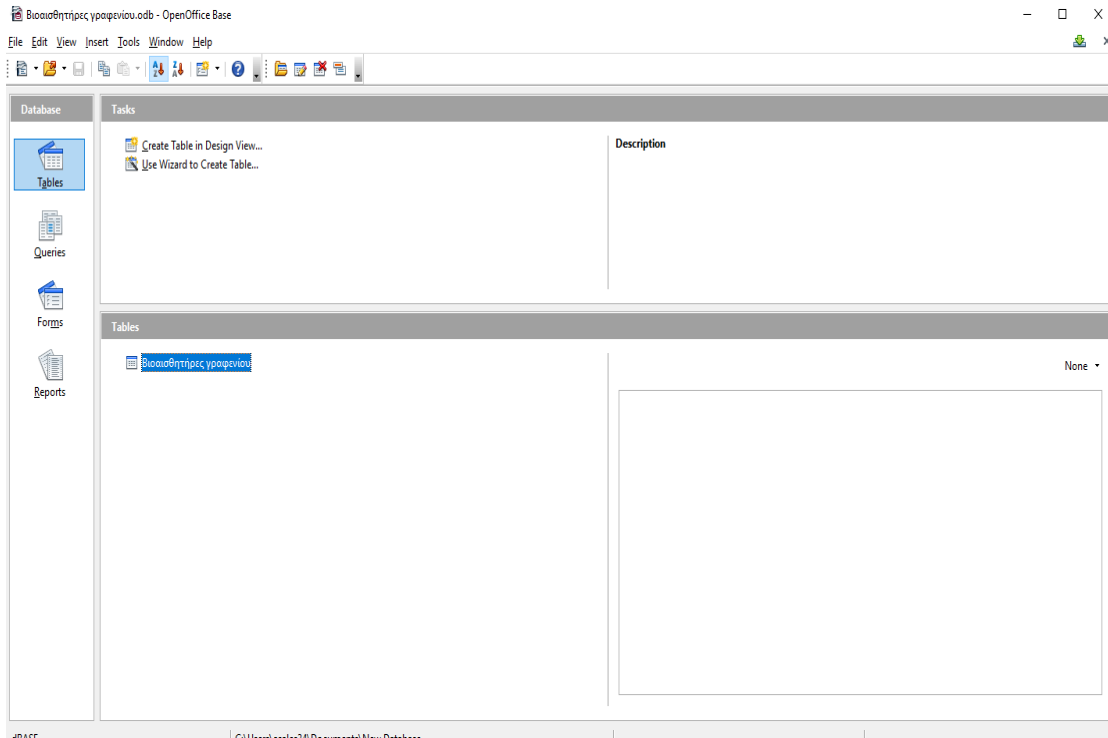 Βιοαισθητήρες γραφενίου.odb - OpenOffice Base
File Edit View Insert Tools Window Help
Database
Tasks
Tables
Queries
Forms
Reports
Create Table in Design View...
Use Wizard to Create Table...
Description
Tables
Βιοαισθητήρες γραφενίου
None
dBASE